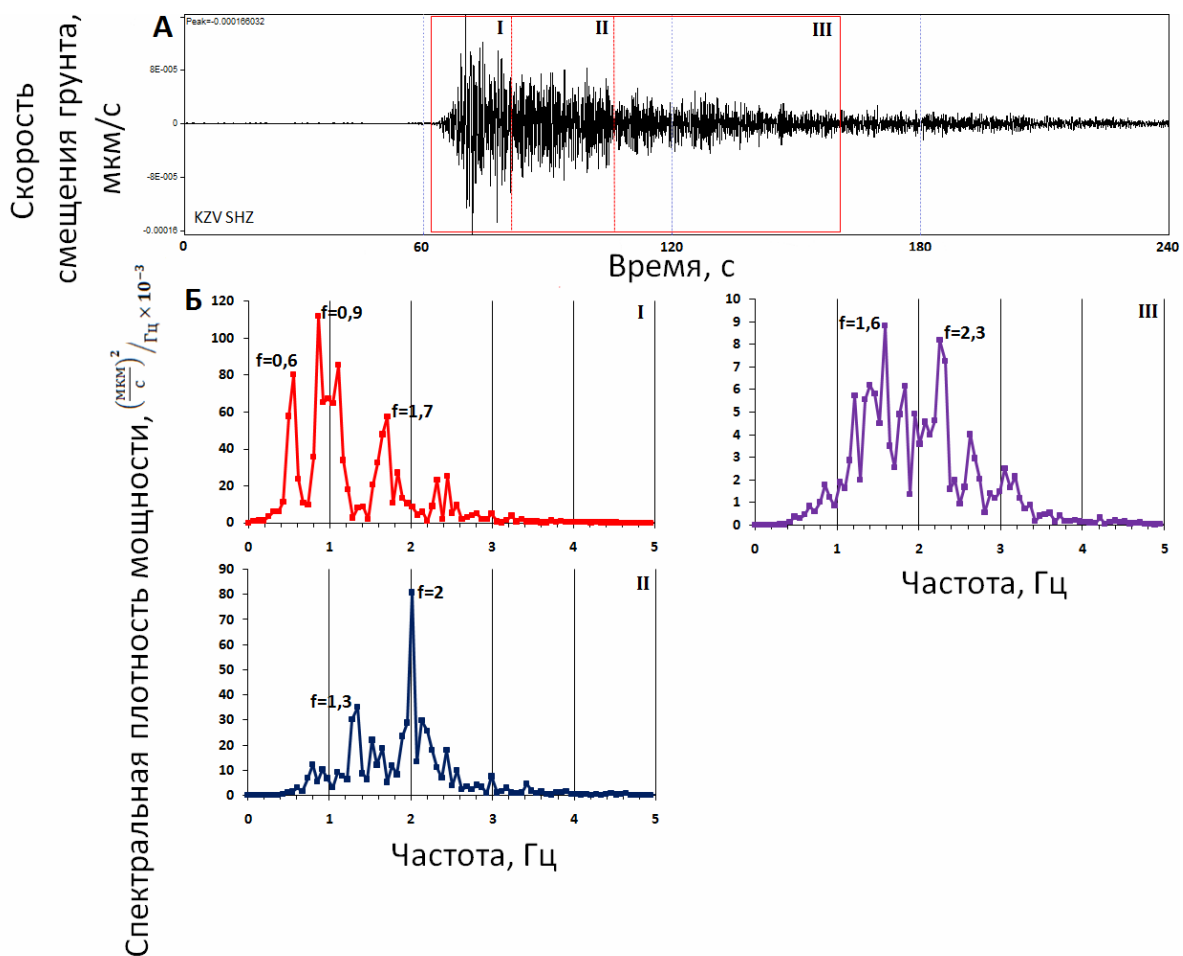 Скорость
смещения грунта,
мкм/с
А
Peak=-0.000166032
I
II
III
8E-005
0
-8E-005
-0.00016
KZV SHZ
0
60
120
180
240
Время, с
Спектральная плотность мощности, (мкм/с)²/Гц × 10⁻³
Б
I
120
100
80
60
40
20
0
f=0,6
f=0,9
f=1,7
0 1 2 3 4 5
III
10
9
8
7
6
5
4
3
2
1
0
f=1,6
f=2,3
0 1 2 3 4 5
Частота, Гц
II
90
80
70
60
50
40
30
20
10
0
f=1,3
f=2
0 1 2 3 4 5
Частота, Гц